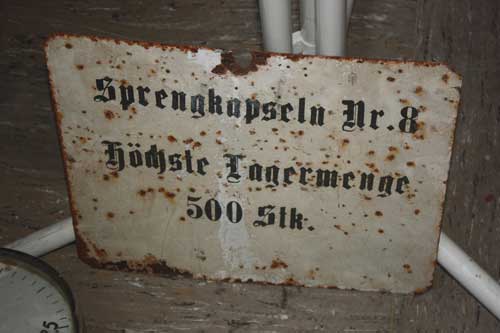 Sprengkapseln Nr. 8
Höchste Lagermenge
500 Stk.